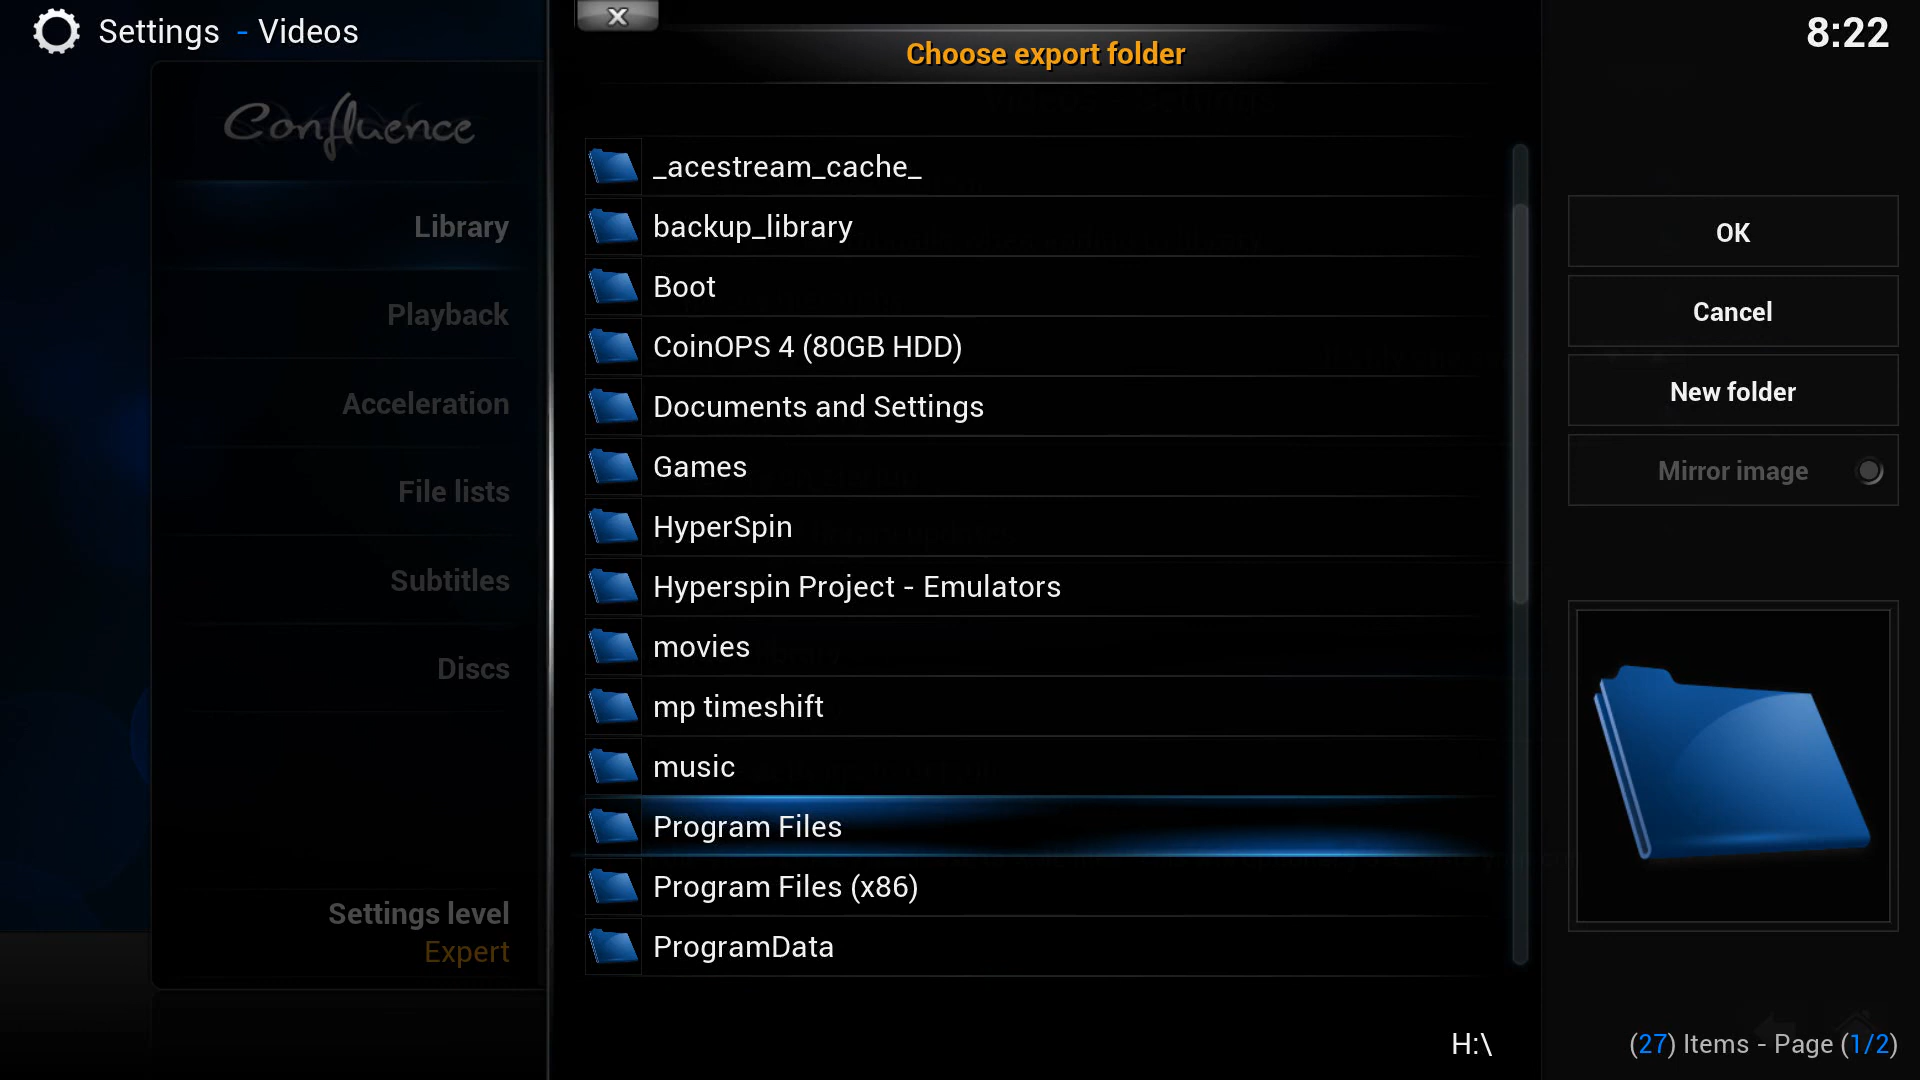 Settings - Videos
8:22
Choose export folder
Confluence
Library
Playback
Acceleration
File lists
Subtitles
Discs
Settings level
Expert
_acestream_cache_
backup_library
Boot
CoinOPS 4 (80GB HDD)
Documents and Settings
Games
HyperSpin
Hyperspin Project - Emulators
movies
mp timeshift
music
Program Files
Program Files (x86)
ProgramData
OK
Cancel
New folder
Mirror image
H:\
(27) Items - Page (1/2)